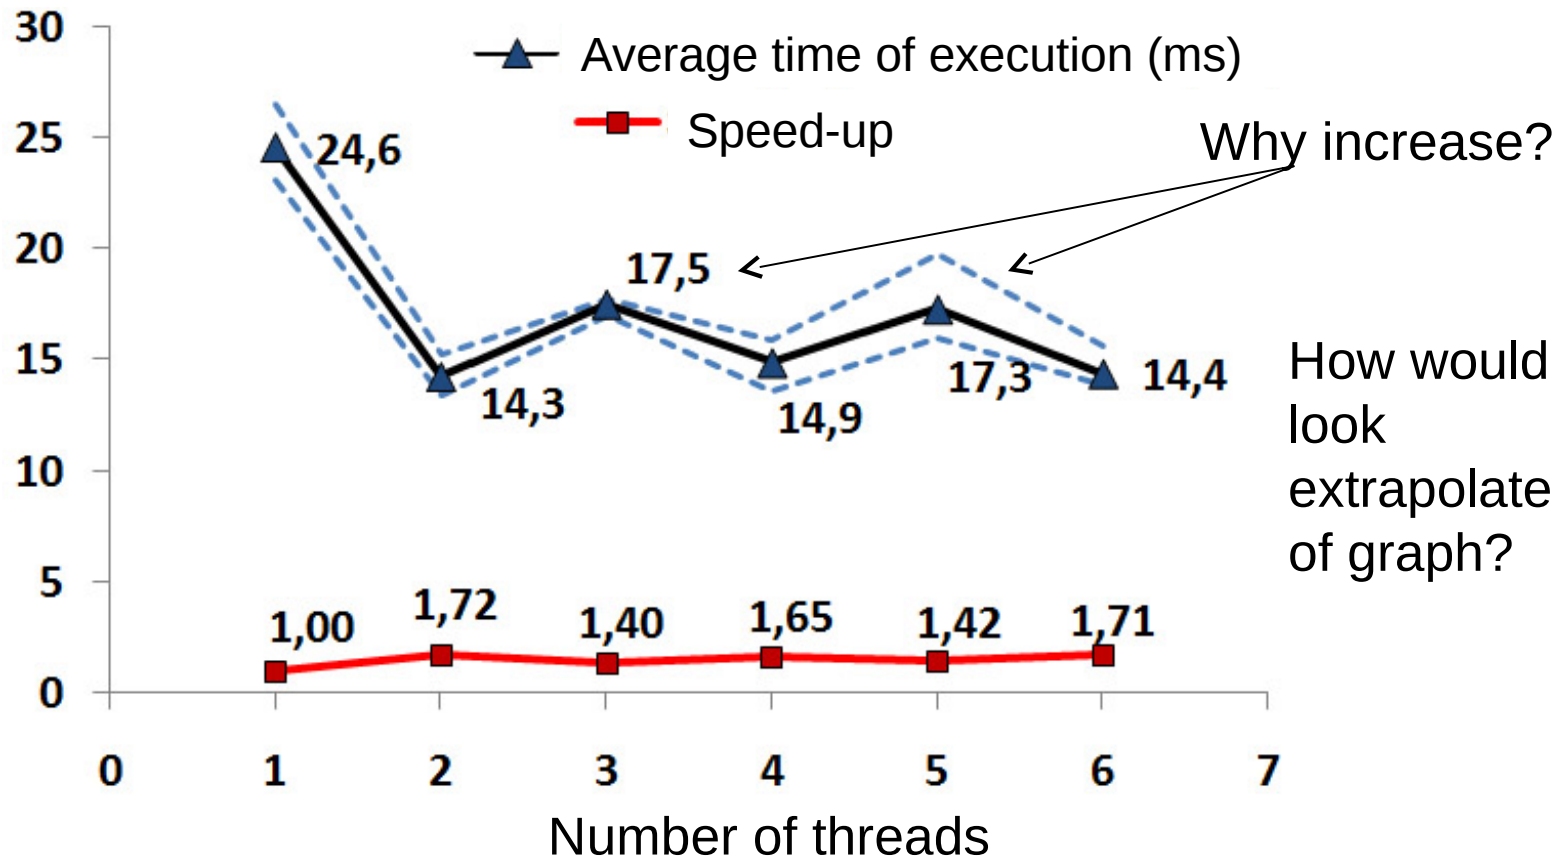 30
Average time of execution (ms)
25
24,6
Speed-up
Why increase?
20
17,5
15
14,3
14,9
17,3
14,4
How would
look
extrapolate
of graph?
10
5
1,00
1,72
1,40
1,65
1,42
1,71
0
0 1 2 3 4 5 6 7
Number of threads